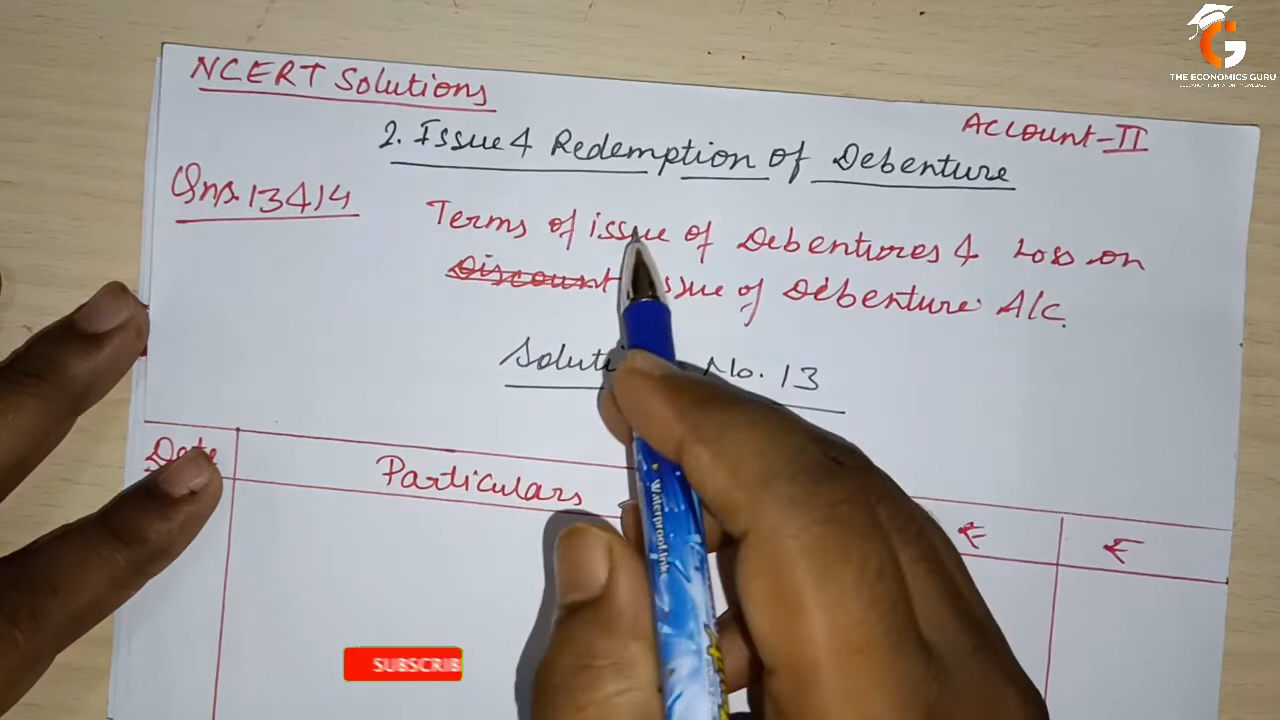 NCERT Solutions
Account-II
2. Issue & Redemption of Debenture
Qns. 13 & 14
Terms of issue of Debentures & Loss on
Discount issue of Debenture A/c.
No. 13
Date
Particulars
₹
₹
Waterproof Ink
SUBSCRIB
G
THE ECONOMICS GURU